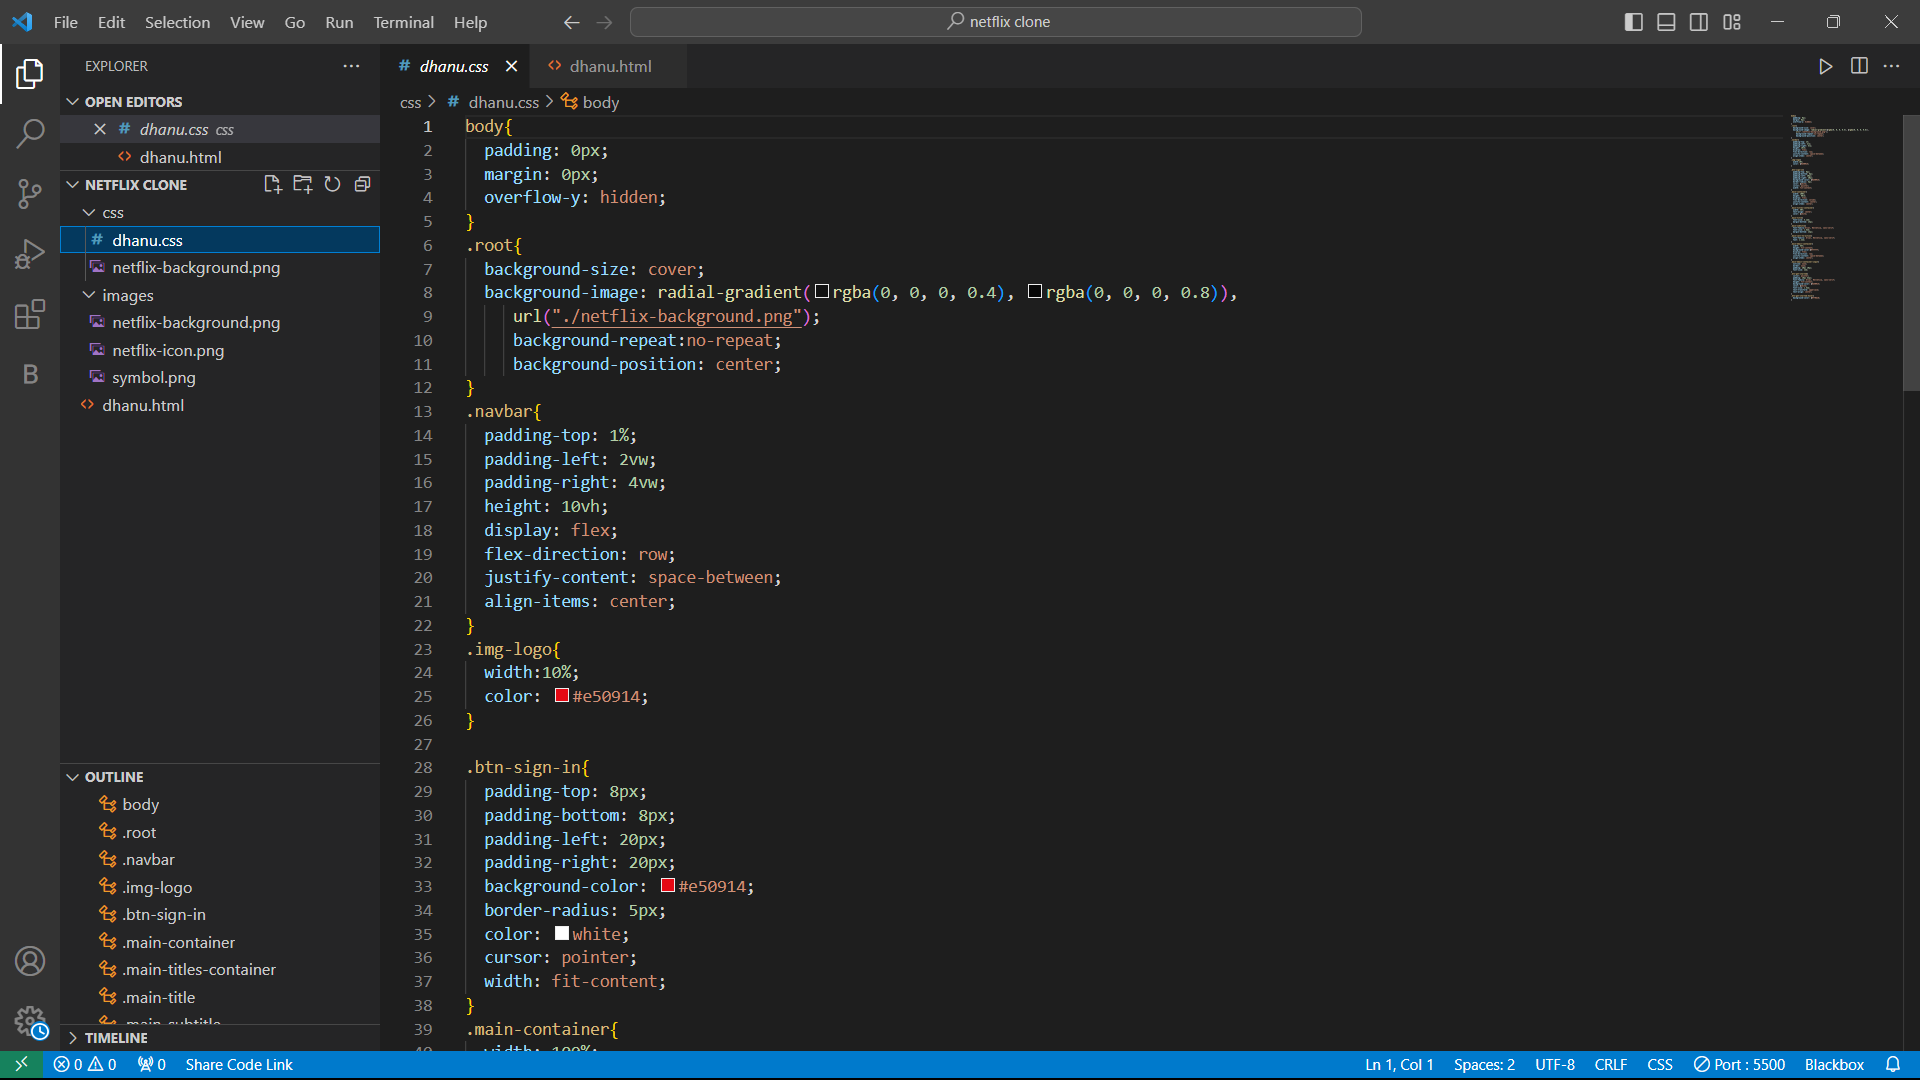 File Edit Selection View Go Run Terminal Help
netflix clone
EXPLORER
OPEN EDITORS
# dhanu.css css
<> dhanu.html
NETFLIX CLONE
css
# dhanu.css
netflix-background.png
images
netflix-background.png
netflix-icon.png
symbol.png
<> dhanu.html
OUTLINE
body
.root
.navbar
.img-logo
.btn-sign-in
.main-container
.main-titles-container
.main-title
.main-subtitle
TIMELINE
# dhanu.css <> dhanu.html
css > # dhanu.css > body
1 body{
2 padding: 0px;
3 margin: 0px;
4 overflow-y: hidden;
5 }
6 .root{
7 background-size: cover;
8 background-image: radial-gradient(rgba(0, 0, 0, 0.4), rgba(0, 0, 0, 0.8)),
9 url("./netflix-background.png");
10 background-repeat:no-repeat;
11 background-position: center;
12 }
13 .navbar{
14 padding-top: 1%;
15 padding-left: 2vw;
16 padding-right: 4vw;
17 height: 10vh;
18 display: flex;
19 flex-direction: row;
20 justify-content: space-between;
21 align-items: center;
22 }
23 .img-logo{
24 width:10%;
25 color: #e50914;
26 }
27
28 .btn-sign-in{
29 padding-top: 8px;
30 padding-bottom: 8px;
31 padding-left: 20px;
32 padding-right: 20px;
33 background-color: #e50914;
34 border-radius: 5px;
35 color: white;
36 cursor: pointer;
37 width: fit-content;
38 }
39 .main-container{
40 width: 100%;
0 0 0 Share Code Link Ln 1, Col 1 Spaces: 2 UTF-8 CRLF CSS Port : 5500 Blackbox